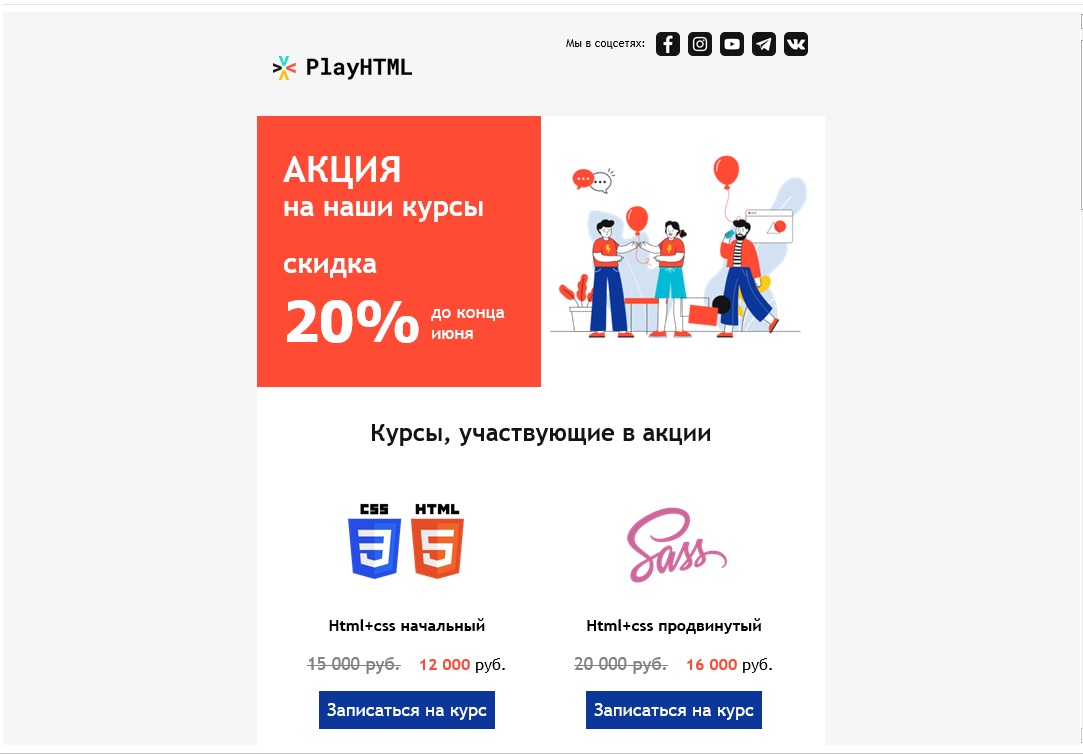 Мы в соцсетях:
PlayHTML
АКЦИЯ
на наши курсы
скидка
20% до конца
июня
Курсы, участвующие в акции
CSS HTML
3 5
Sass
Html+css начальный
Html+css продвинутый
15 000 руб. 12 000 руб.
20 000 руб. 16 000 руб.
Записаться на курс
Записаться на курс